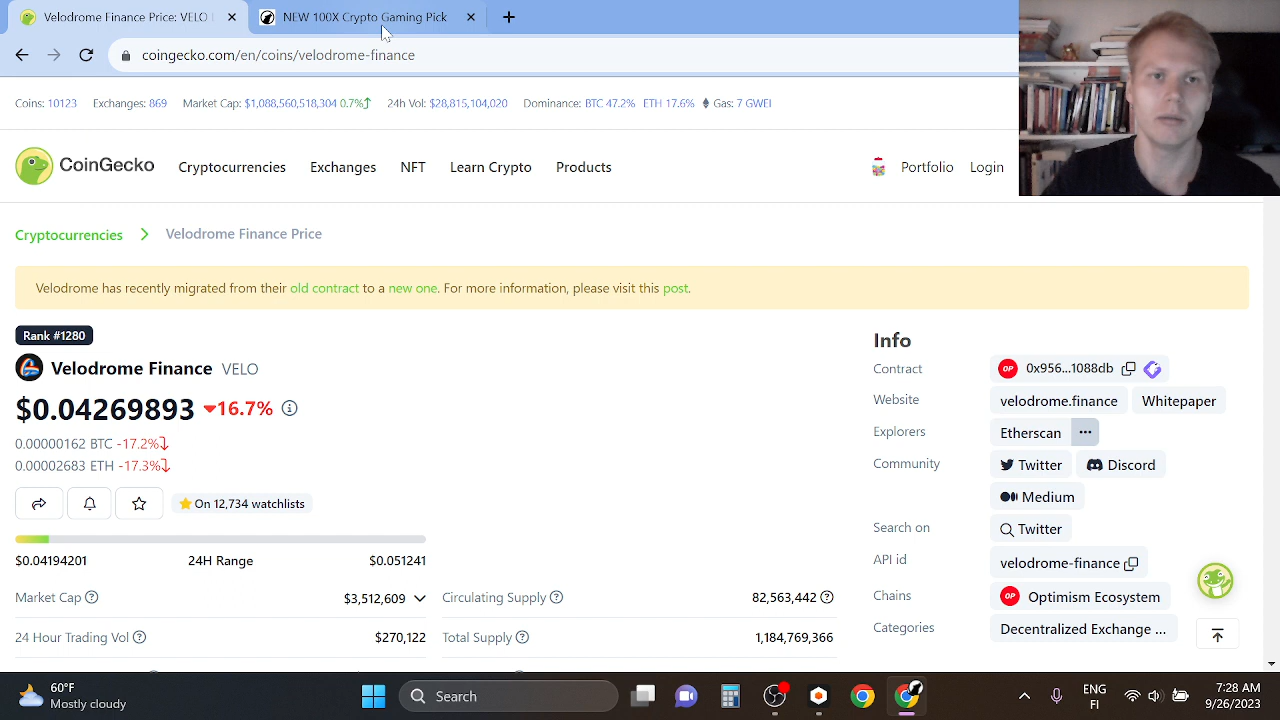 Velodrome Finance Price | VELO
NEW 100X Crypto Gaming Pick
coingecko.com/en/coins/velodrome-finance
Coins: 10123 Exchanges: 869 Market Cap: $1,088,560,518,304 0.7% 24h Vol: $28,815,104,020 Dominance: BTC 47.2% ETH 17.6% Gas: 7 GWEI
CoinGecko Cryptocurrencies Exchanges NFT Learn Crypto Products Portfolio Login
Cryptocurrencies Velodrome Finance Price
Velodrome has recently migrated from their old contract to a new one. For more information, please visit this post.
Rank #1280
Velodrome Finance VELO
$0.04269893 16.7%
0.00000162 BTC -17.2%
0.00002683 ETH -17.3%
On 12,734 watchlists
$0.04194201 24H Range $0.051241
Market Cap $3,512,609
Circulating Supply 82,563,442
24 Hour Trading Vol $270,122
Total Supply 1,184,769,366
Info
Contract 0x956...1088db
Website velodrome.finance Whitepaper
Explorers Etherscan ...
Community Twitter Discord
Medium
Search on Twitter
API id velodrome-finance
Chains Optimism Ecosystem
Categories Decentralized Exchange ...
60°F
Mostly cloudy
Search
ENG
FI
7:28 AM
9/26/2023